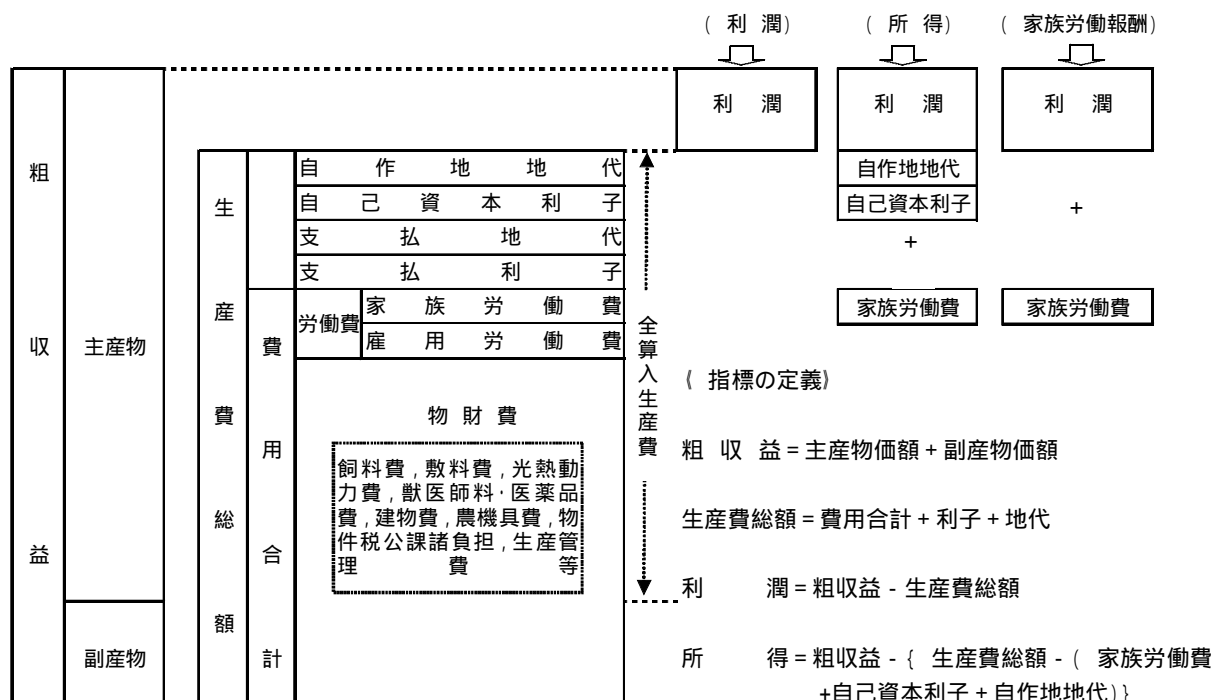 ( 利 潤)
( 所 得)
( 家族労働報酬)
利 潤
利 潤
利 潤
粗収益
主産物
副産物
生産費総額
費用合計
自作地地代
自己資本利子
支払地代
支払利子
労働費
家族労働費
雇用労働費
物 財 費
飼料費 , 敷料費 , 光熱動
力費 , 獣医師料・医薬品
費 , 建物費 , 農機具費 , 物
件税公課諸負担 , 生産管
理費等
全算入生産費
自作地地代
自己資本利子
+
+
家族労働費
家族労働費
《 指標の定義》
粗 収 益 = 主産物価額 + 副産物価額
生産費総額 = 費用合計 + 利子 + 地代
利 潤 = 粗収益 - 生産費総額
所 得 = 粗収益 - { 生産費総額 - ( 家族労働費
+自己資本利子 + 自作地地代)}